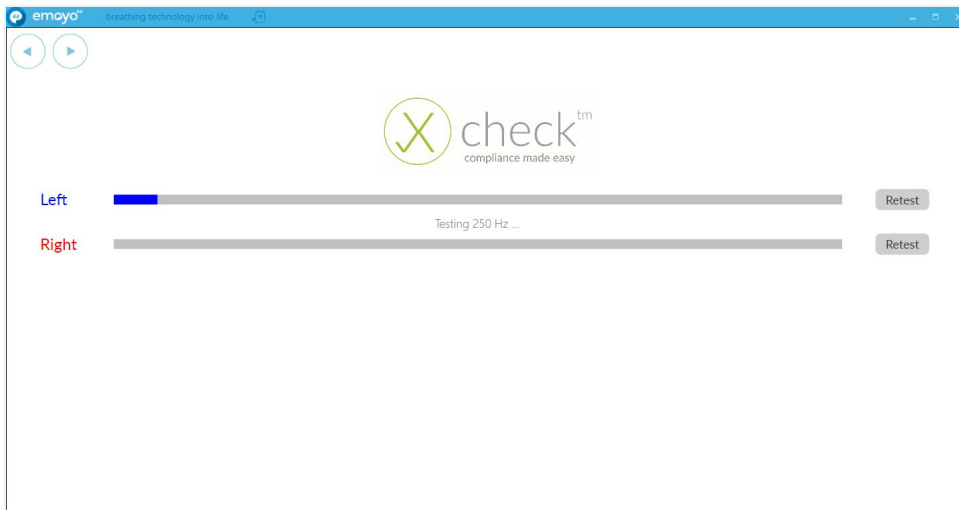 emoyo breathing technology into life
X check tm
compliance made easy
Left Retest
Testing 250 Hz ...
Right Retest